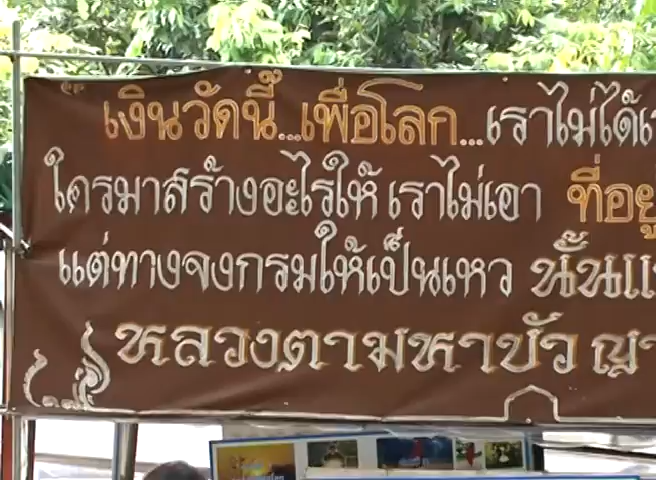 "เงินวัดนี้...เพื่อโลก...เราไม่ได้เ
ใครมาสร้างอะไรให้ เราไม่เอา ที่อยู่
แต่ทางจงกรมให้เป็นเหว นั้นแ
หลวงตามหาบัว ญา